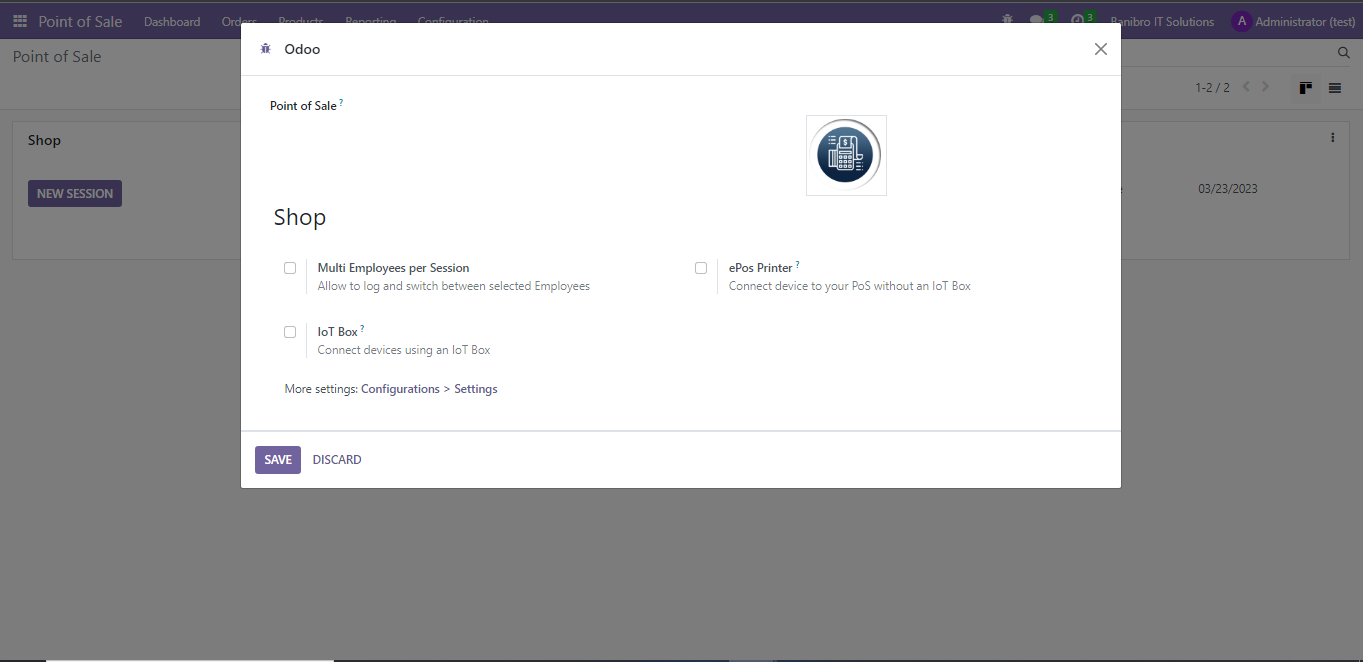 Point of Sale Dashboard Orders Products Reporting Configuration 3 3 Banibro IT Solutions A Administrator (test)
Odoo
Point of Sale
1-2 / 2
Point of Sale ?
Shop
NEW SESSION
03/23/2023
$
Shop
Multi Employees per Session
Allow to log and switch between selected Employees
ePos Printer ?
Connect device to your PoS without an IoT Box
IoT Box ?
Connect devices using an IoT Box
More settings: Configurations > Settings
SAVE DISCARD